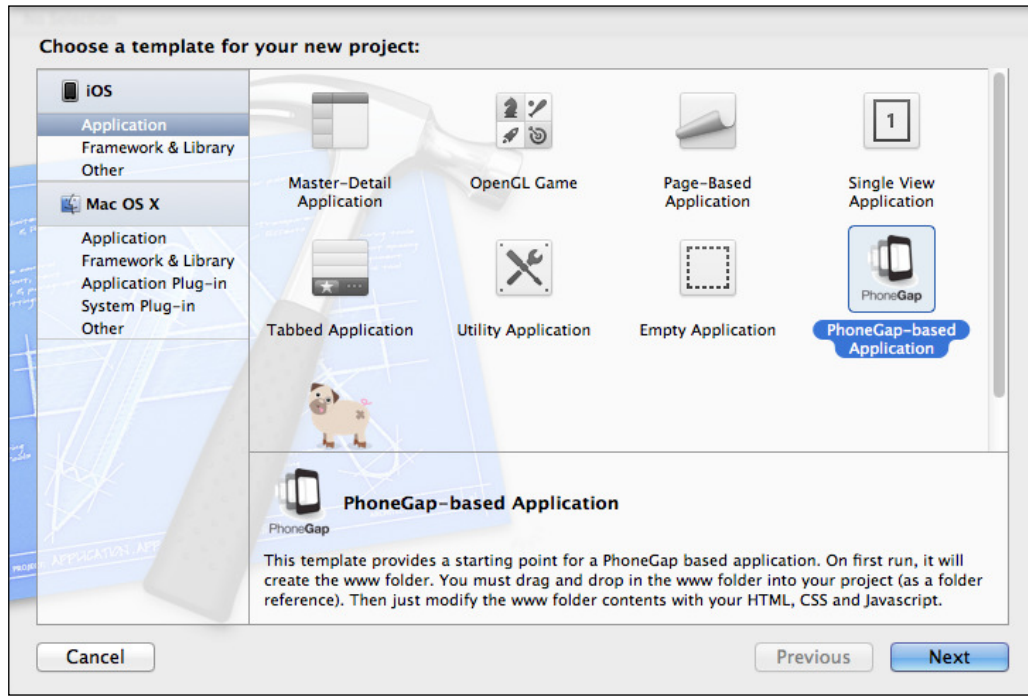 Choose a template for your new project:
iOS
Application
Framework & Library
Other
Mac OS X
Application
Framework & Library
Application Plug-in
System Plug-in
Other
Master-Detail
Application
OpenGL Game
Page-Based
Application
1
Single View
Application
Tabbed Application
Utility Application
Empty Application
PhoneGap
PhoneGap-based
Application
PhoneGap
PhoneGap-based Application
This template provides a starting point for a PhoneGap based application. On first run, it will
create the www folder. You must drag and drop in the www folder into your project (as a folder
reference). Then just modify the www folder contents with your HTML, CSS and Javascript.
Cancel
Previous
Next